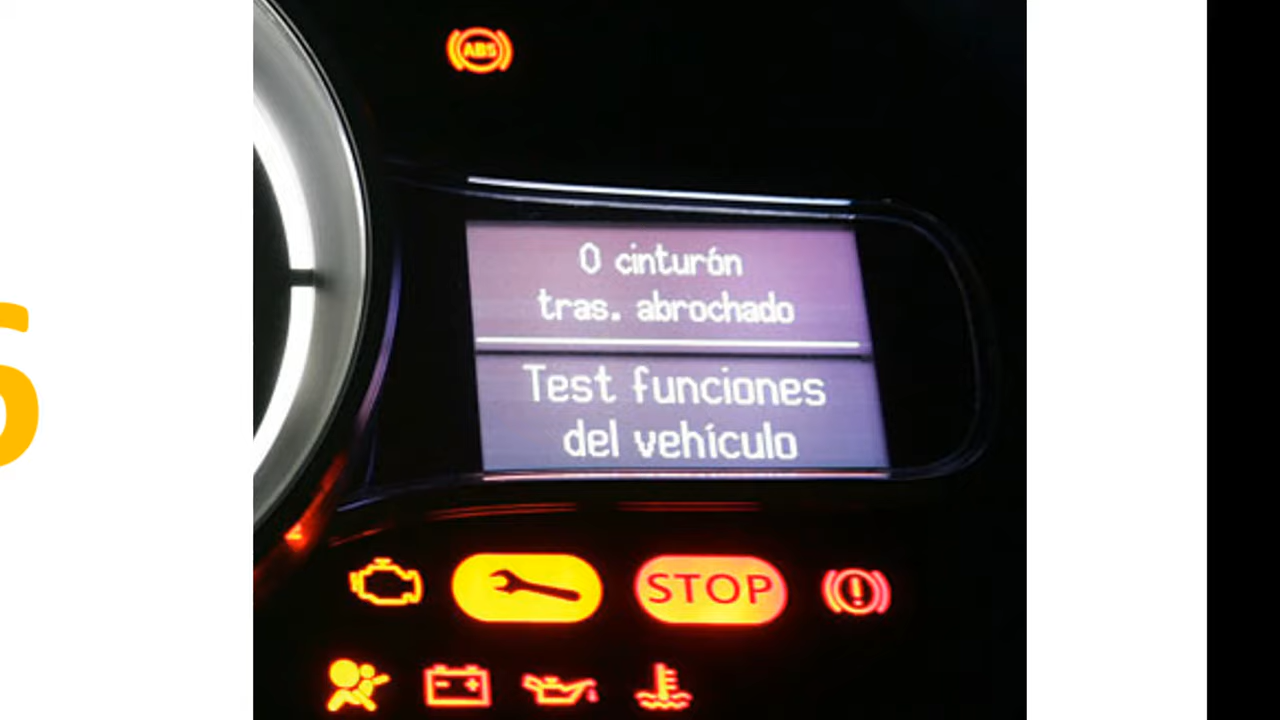 ABS
0 cinturón
tras. abrochado
Test funciones
del vehículo
STOP